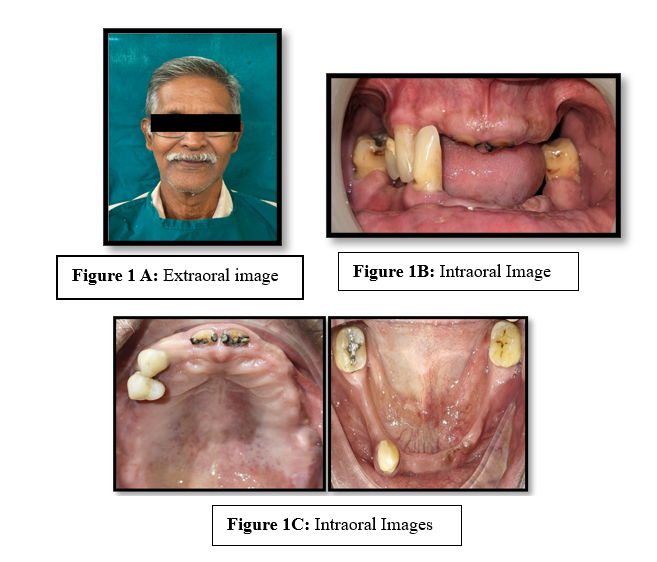 Figure 1 A: Extraoral image
Figure 1B: Intraoral Image
Figure 1C: Intraoral Images